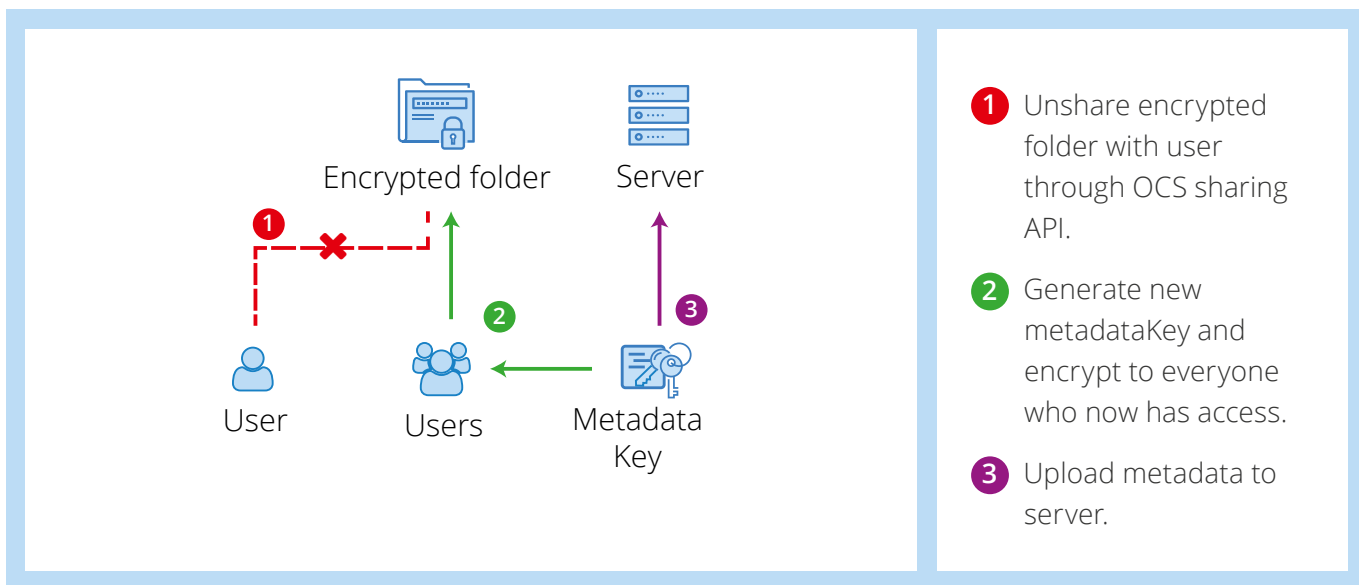 Encrypted folder
Server
1
2
3
User
Users
Metadata
Key
1 Unshare encrypted
folder with user
through OCS sharing
API.
2 Generate new
metadataKey and
encrypt to everyone
who now has access.
3 Upload metadata to
server.